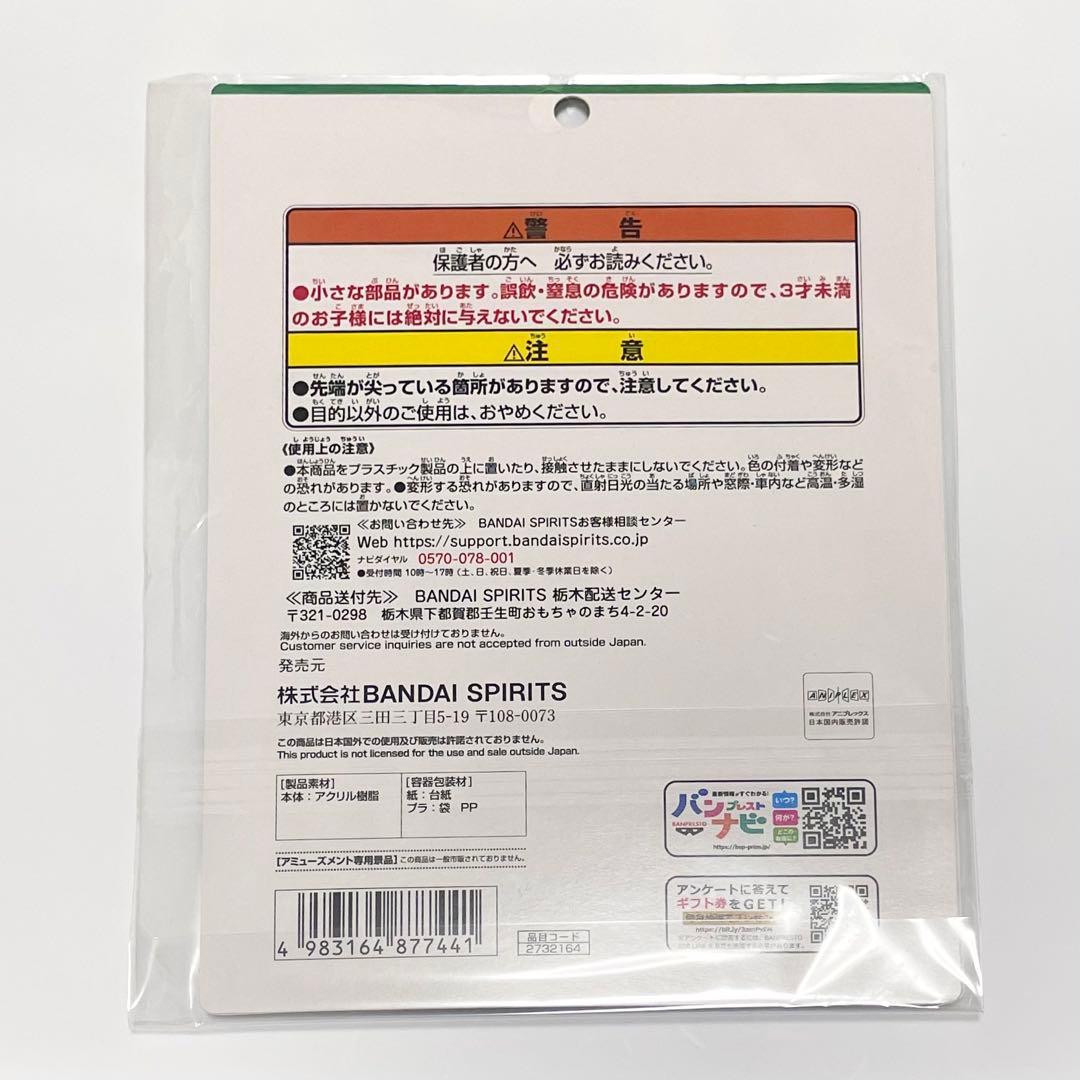 ⚠警告
保護者の方へ 必ずお読みください。
●小さな部品があります。誤飲・窒息の危険がありますので、3才未満
のお子様には絶対に与えないでください。
⚠注意
●先端が尖っている箇所がありますので、注意してください。
●目的以外のご使用は、おやめください。
《使用上の注意》
●本商品をプラスチック製品の上に置いたり、接触させたままにしないでください。色の付着や変形など
の恐れがあります。●変形する恐れがありますので、直射日光の当たる場所や窓際・車内など高温・多湿
のところには置かないでください。
≪お問い合わせ先≫ BANDAI SPIRITSお客様相談センター
Web https://support.bandaispirits.co.jp
ナビダイヤル 0570-078-001
●受付時間 10時〜17時(土、日、祝日、夏季・冬季休業日を除く)
≪商品送付先≫ BANDAI SPIRITS 栃木配送センター
〒321-0298 栃木県下都賀郡壬生町おもちゃのまち4-2-20
海外からのお問い合わせは受け付けておりません。
Customer service inquiries are not accepted from outside Japan.
発売元
株式会社BANDAI SPIRITS
東京都港区三田三丁目5-19 〒108-0073
この商品は日本国外での使用及び販売は許諾されておりません。
This product is not licensed for the use and sale outside Japan.
ANIPLEX
株式会社アニプレックス
日本国内販売許諾
[製品素材]
本体：アクリル樹脂
[容器包装材]
紙：台紙
プラ：袋 PP
[アミューズメント専用景品] この商品は一般市販されておりません。
重要情報がすぐわかる!
バンプレストナビ
BANPRESTO
いつ?
何が?
どこの
https://bsp-prize.jp/
アンケートに答えて
ギフト券をGET!
4 983164 877441
品目コード
2732164